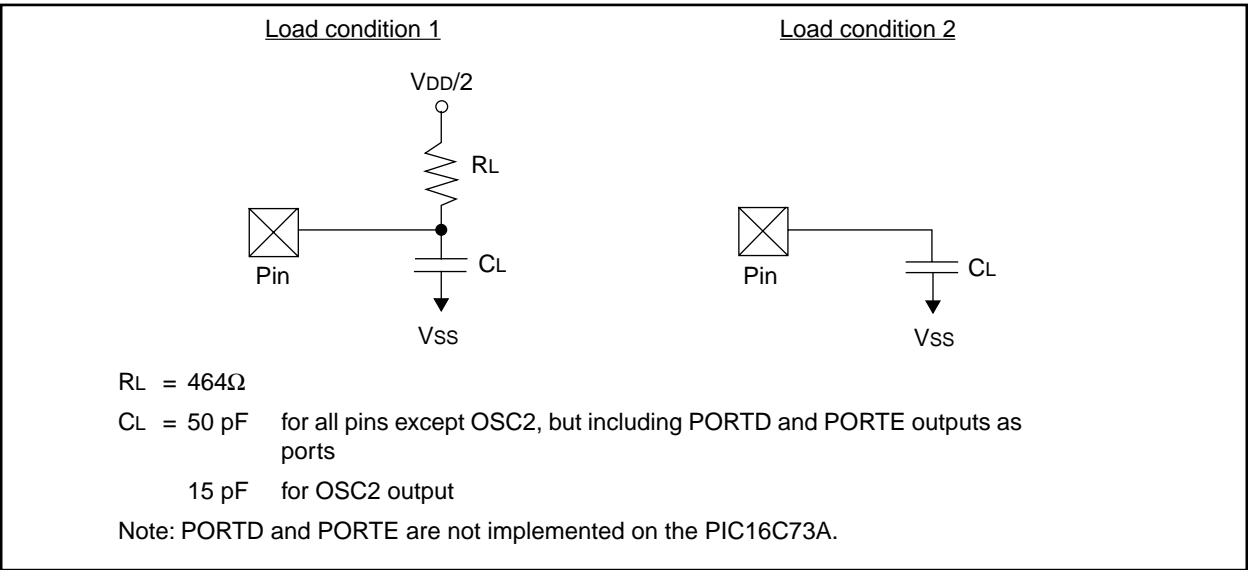 Load condition 1
Load condition 2
VDD/2
RL
CL
Pin
VSS
CL
Pin
VSS
RL = 464Ω
CL = 50 pF for all pins except OSC2, but including PORTD and PORTE outputs as
ports
15 pF for OSC2 output
Note: PORTD and PORTE are not implemented on the PIC16C73A.